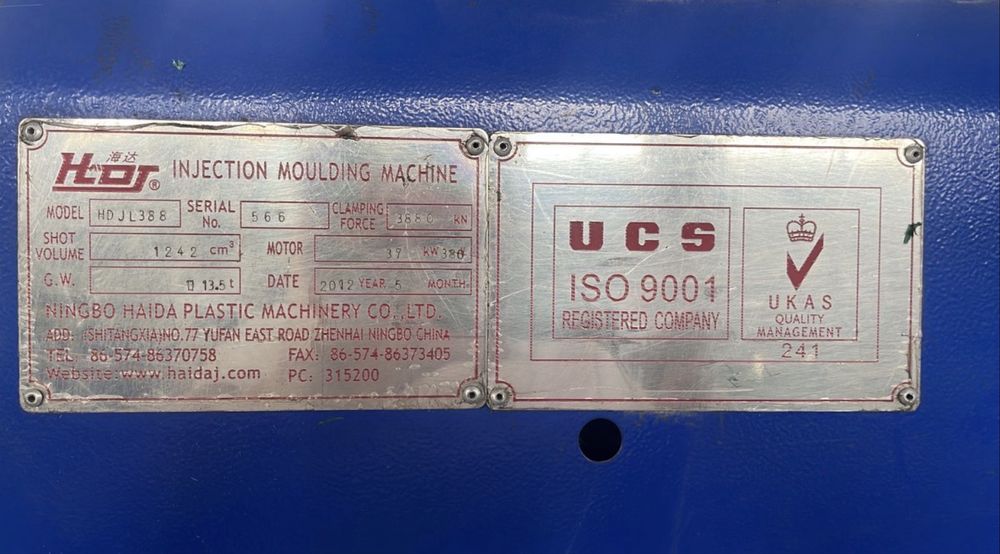 海达
HDJ® INJECTION MOULDING MACHINE
MODEL HDJL388 SERIAL No. 566 CLAMPING FORCE 3880 KN
SHOT VOLUME 1242 cm³ MOTOR 37 KW 380
G.W. 13.5t DATE 2012 YEAR 5 MONTH
NINGBO HAIDA PLASTIC MACHINERY CO.,LTD.
ADD: (SHITANGXIA)NO.77 YUFAN EAST ROAD ZHENHAI NINGBO CHINA
TEL: 86-574-86370758 FAX: 86-574-86373405
Website:www.haidaj.com PC: 315200
UCS
ISO 9001
REGISTERED COMPANY
UKAS
QUALITY
MANAGEMENT
241